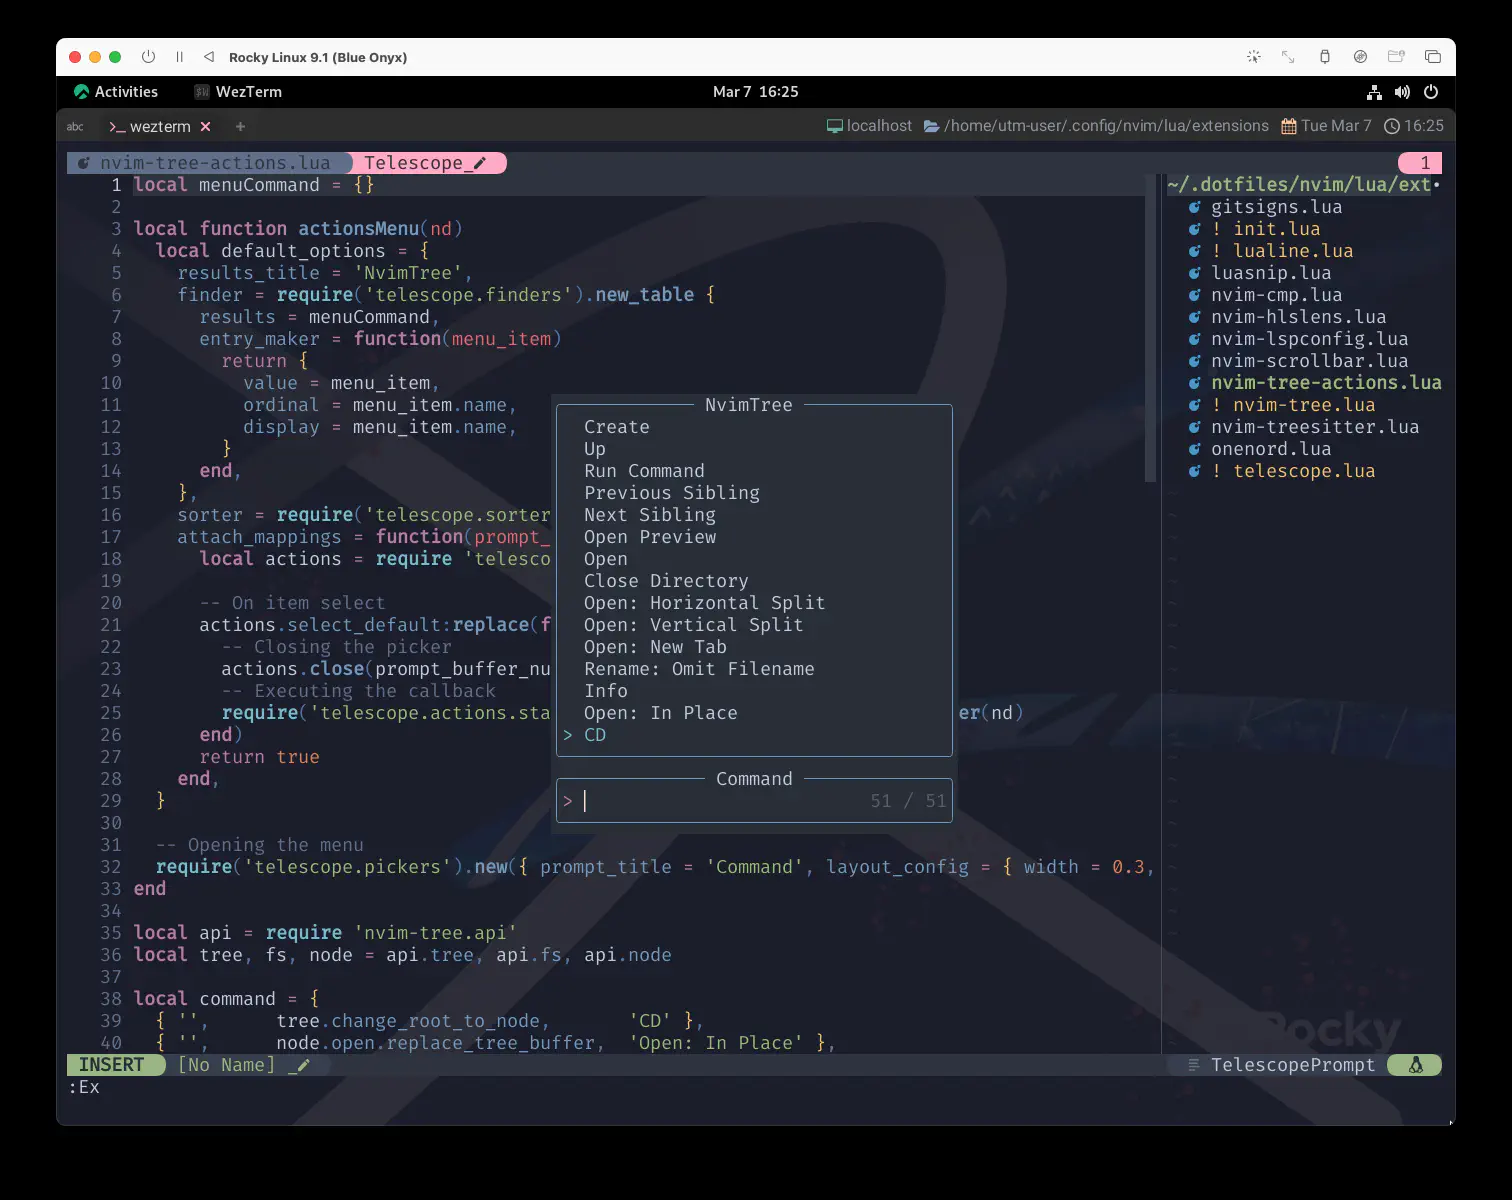 Rocky Linux 9.1 (Blue Onyx)
Activities
WezTerm
Mar 7 16:25
abc
>_ wezterm × +
localhost /home/utm-user/.config/nvim/lua/extensions Tue Mar 7 16:25
nvim-tree-actions.lua
Telescope_
1
1 local menuCommand = {}
2
3 local function actionsMenu(nd)
4   local default_options = {
5     results_title = 'NvimTree',
6     finder = require('telescope.finders').new_table {
7       results = menuCommand,
8       entry_maker = function(menu_item)
9         return {
10           value = menu_item,
11           ordinal = menu_item.name,
12           display = menu_item.name,
13         }
14       end,
15     },
16     sorter = require('telescope.sorter
17     attach_mappings = function(prompt_
18       local actions = require 'telesco
19
20       -- On item select
21       actions.select_default:replace(f
22         -- Closing the picker
23         actions.close(prompt_buffer_nu
24         -- Executing the callback
25         require('telescope.actions.sta er(nd)
26       end)
27       return true
28     end,
29   }
30
31   -- Opening the menu
32   require('telescope.pickers').new({ prompt_title = 'Command', layout_config = { width = 0.3,
33 end
34
35 local api = require 'nvim-tree.api'
36 local tree, fs, node = api.tree, api.fs, api.node
37
38 local command = {
39   { '',      tree.change_root_to_node,       'CD' },
40   { '',      node.open.replace_tree_buffer,  'Open: In Place' },
NvimTree
Create
Up
Run Command
Previous Sibling
Next Sibling
Open Preview
Open
Close Directory
Open: Horizontal Split
Open: Vertical Split
Open: New Tab
Rename: Omit Filename
Info
Open: In Place
> CD
Command
> 51 / 51
~/.dotfiles/nvim/lua/ext•
gitsigns.lua
! init.lua
! lualine.lua
luasnip.lua
nvim-cmp.lua
nvim-hlslens.lua
nvim-lspconfig.lua
nvim-scrollbar.lua
nvim-tree-actions.lua
! nvim-tree.lua
nvim-treesitter.lua
onenord.lua
! telescope.lua
Rocky
INSERT [No Name] _
TelescopePrompt
:Ex